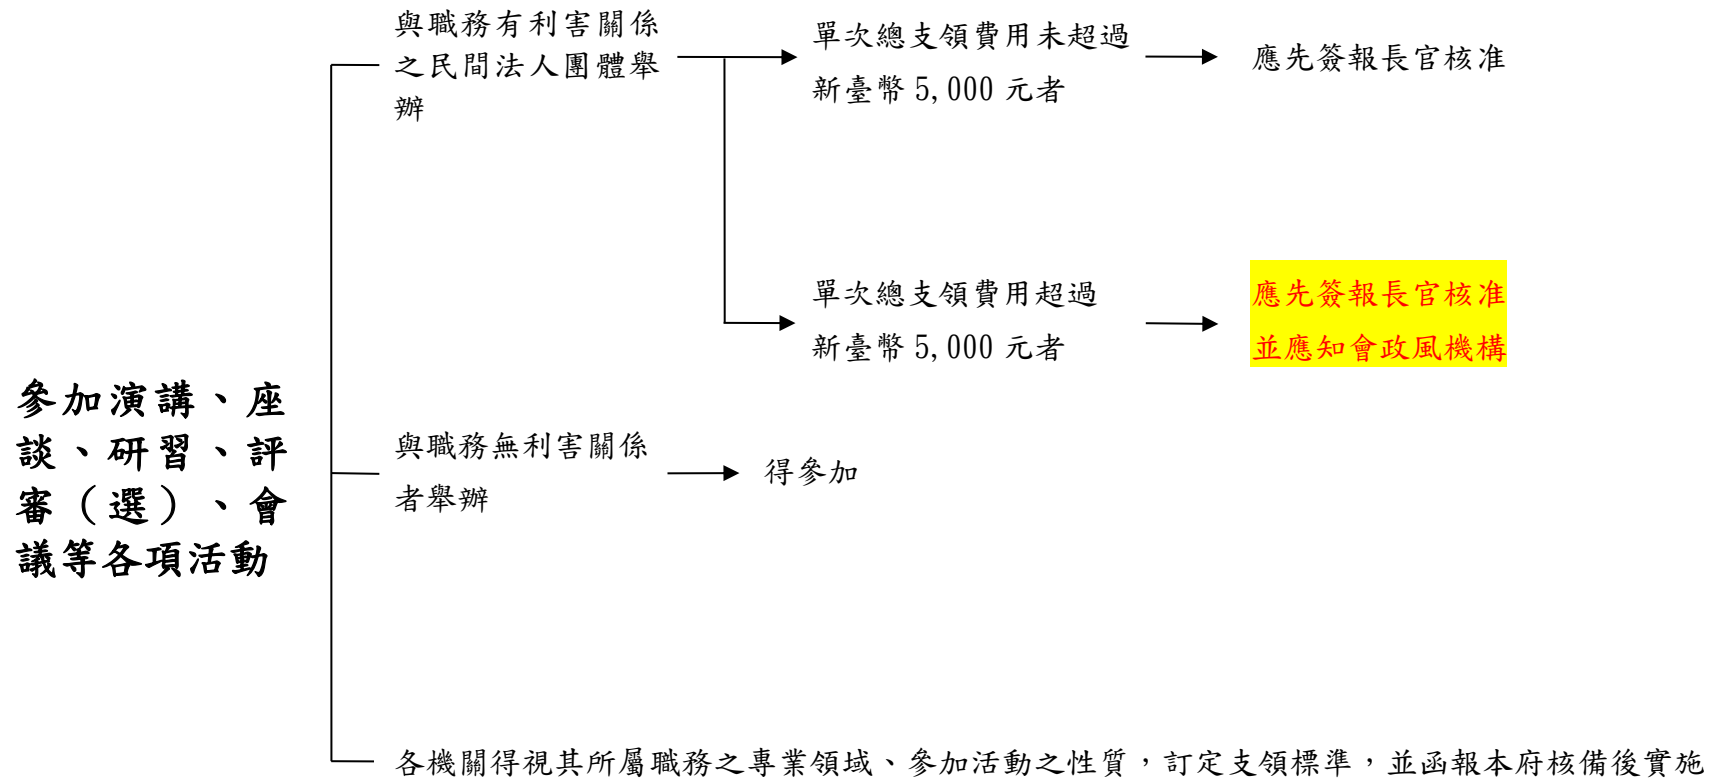 參加演講、座
談、研習、評
審（選）、會
議等各項活動
與職務有利害關係
之民間法人團體舉
辦
單次總支領費用未超過
新臺幣 5,000 元者
應先簽報長官核准
單次總支領費用超過
新臺幣 5,000 元者
應先簽報長官核准
並應知會政風機構
與職務無利害關係
者舉辦
得參加
各機關得視其所屬職務之專業領域、參加活動之性質，訂定支領標準，並函報本府核備後實施